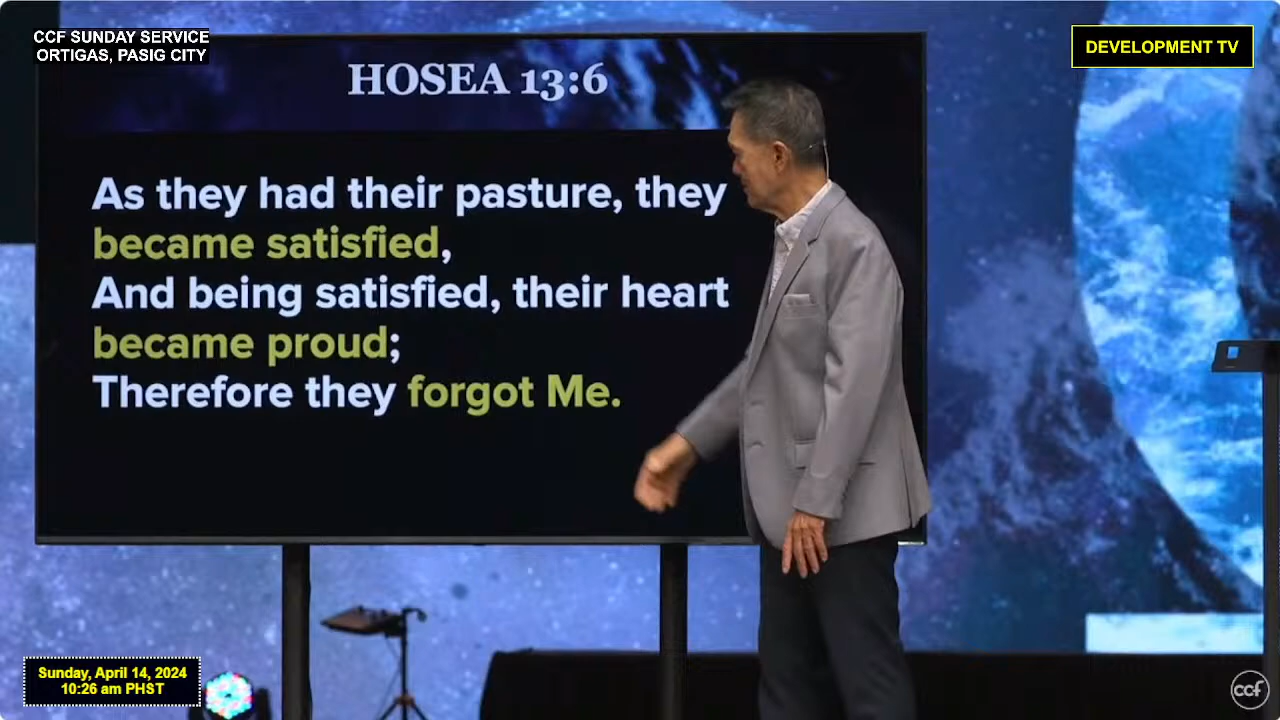 CCF SUNDAY SERVICE
ORTIGAS, PASIG CITY
DEVELOPMENT TV
HOSEA 13:6
As they had their pasture, they
became satisfied,
And being satisfied, their heart
became proud;
Therefore they forgot Me.
Sunday, April 14, 2024
10:26 am PHST
ccf